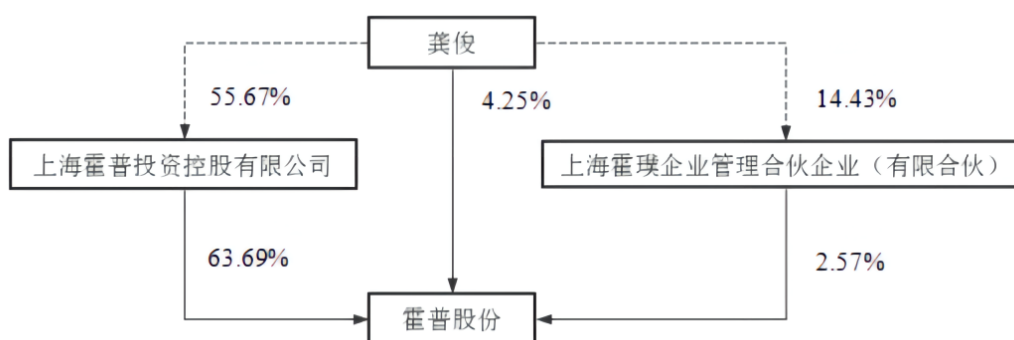 龚俊
55.67%
4.25%
14.43%
上海霍普投资控股有限公司
上海霍璞企业管理合伙企业（有限合伙）
63.69%
2.57%
霍普股份